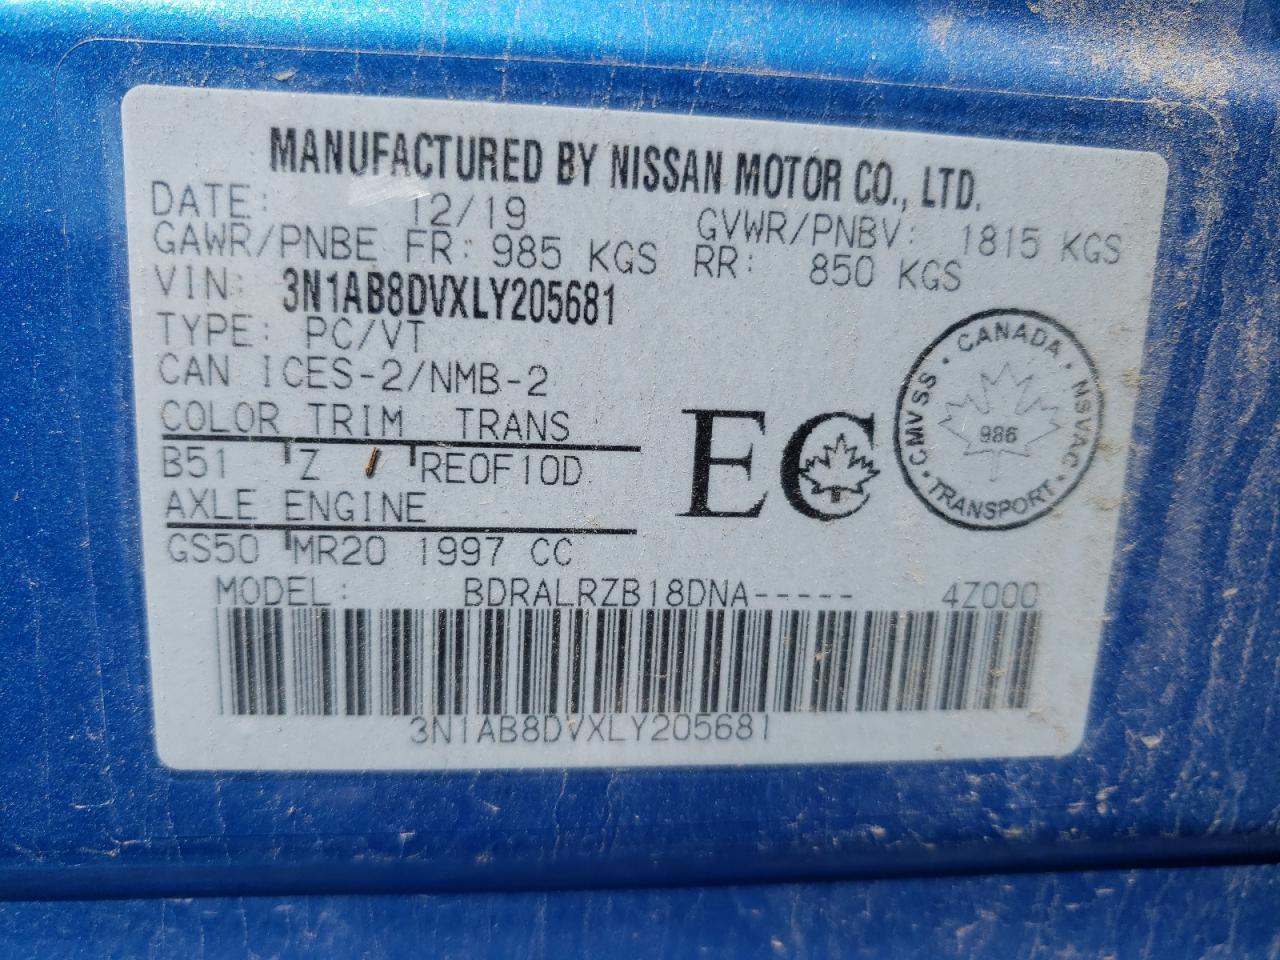 MANUFACTURED BY NISSAN MOTOR CO., LTD.
DATE: 12/19 GVWR/PNBV: 1815 KGS
GAWR/PNBE FR: 985 KGS RR: 850 KGS
VIN: 3N1AB8DVXLY205681
TYPE: PC/VT
CAN ICES-2/NMB-2
COLOR TRIM TRANS
B51 Z RE0F10D
AXLE ENGINE
GS50 MR20 1997 CC
EC
CANADA · NSVAC · TRANSPORT · CMVSS ·
986
MODEL: BDRALRZB18DNA----- 4Z000
3N1AB8DVXLY205681